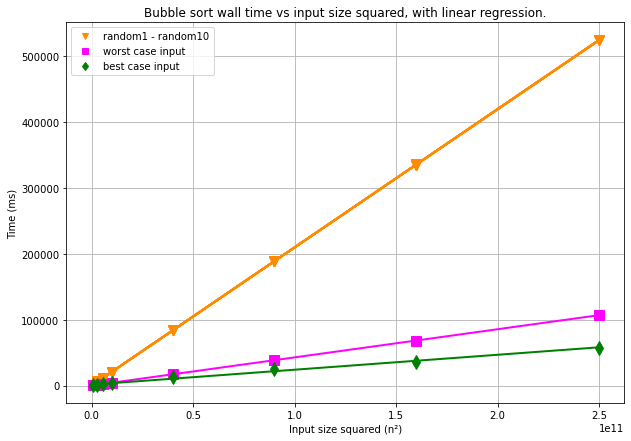 Bubble sort wall time vs input size squared, with linear regression.
random1 - random10
worst case input
best case input
500000
400000
300000
200000
100000
0
Time (ms)
0.0 0.5 1.0 1.5 2.0 2.5
1e11
Input size squared (n²)